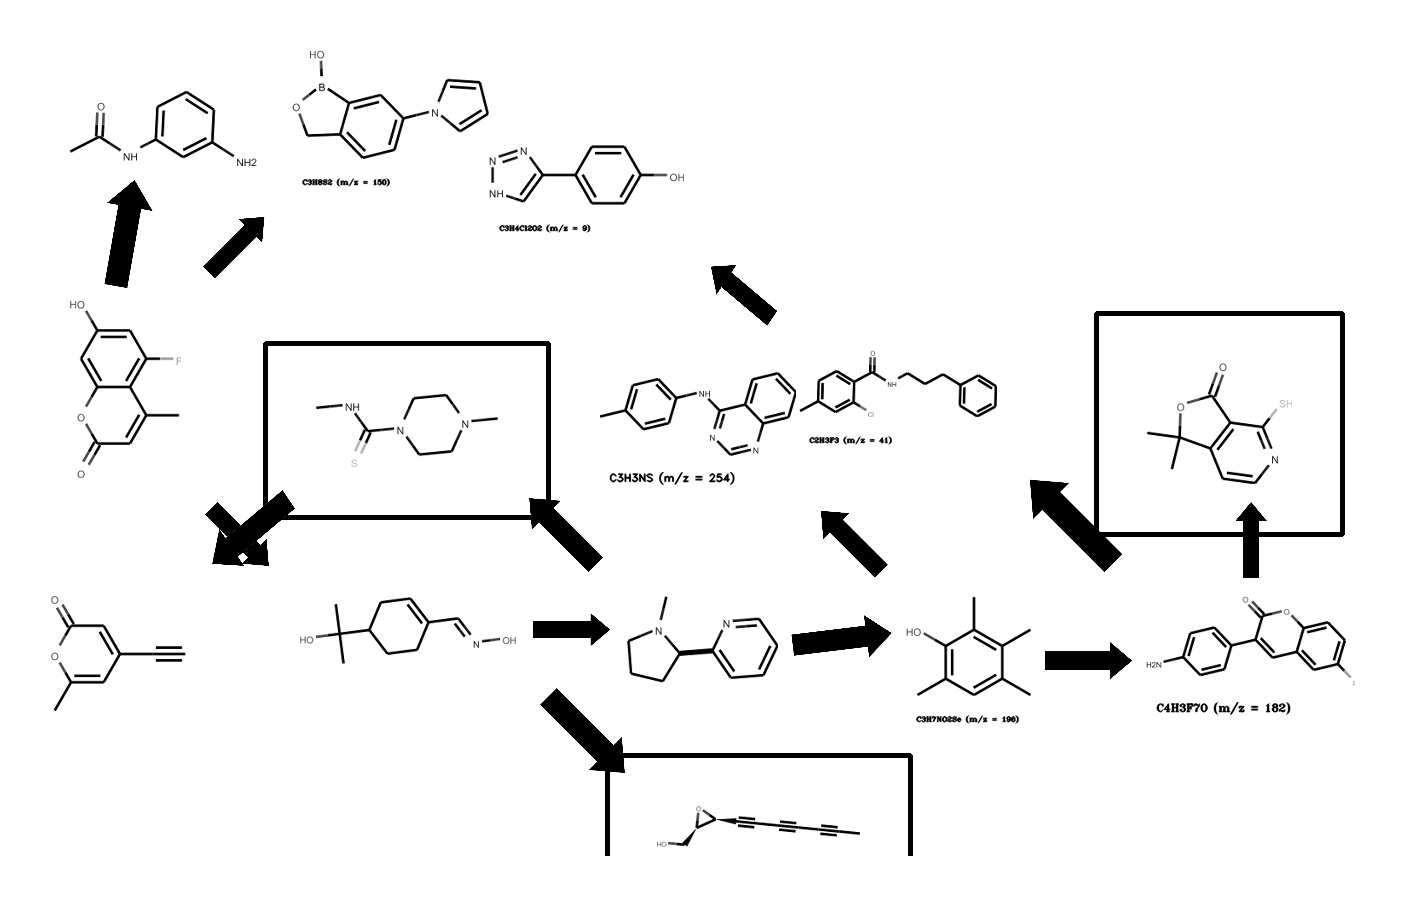 HO
B
O
N
O
NH
NH2
C3H8S2 (m/z = 150)
N
N
NH
OH
C3H4Cl2O2 (m/z = 9)
HO
F
O
O
NH
N
N
S
NH
N
N
C3H3NS (m/z = 254)
O
NH
Cl
C2H3F3 (m/z = 41)
O
O
SH
N
O
O
HO
N
OH
N
N
HO
C3H7NO2Se (m/z = 196)
O
O
H2N
F
C4H3F7O (m/z = 182)
O
HO